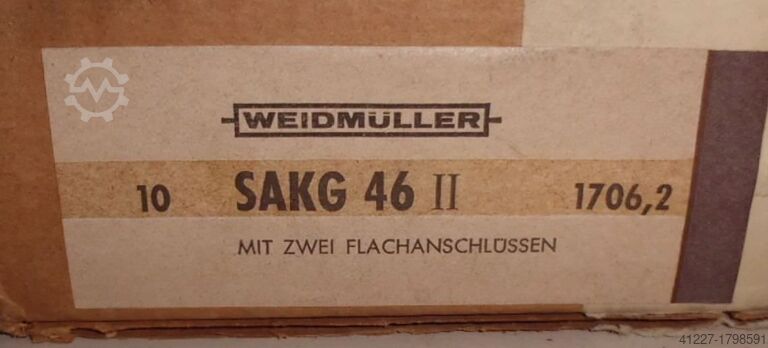 WEIDMÜLLER
10 SAKG 46 II 1706,2
MIT ZWEI FLACHANSCHLÜSSEN
41227-1798591